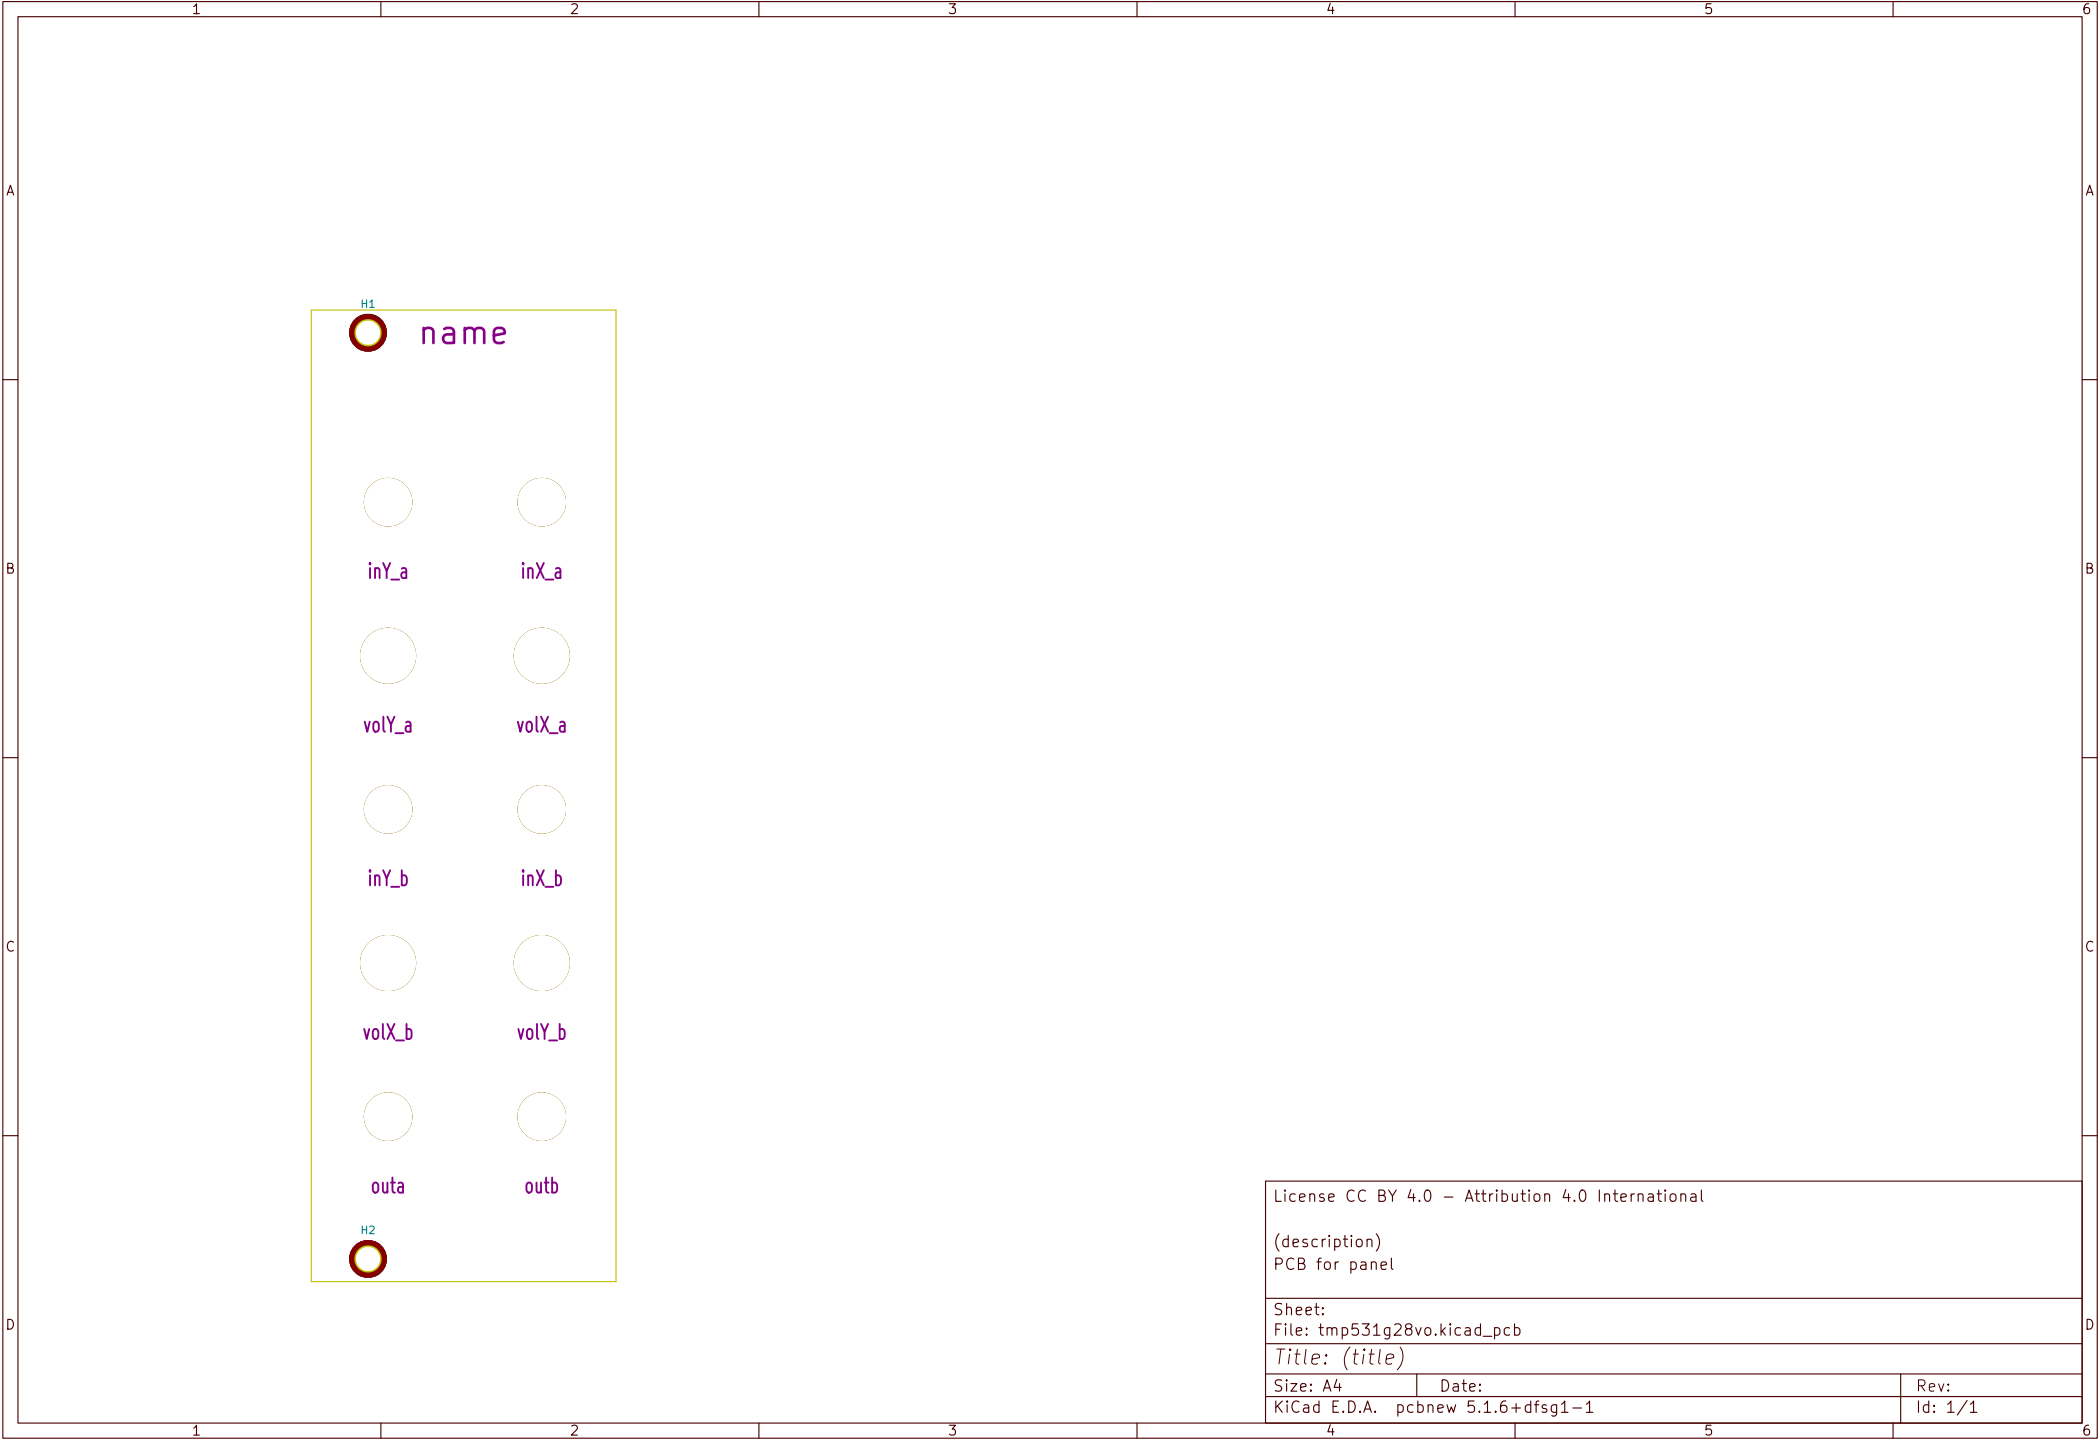 1 2 3 4 5 6
A A
H1
name
inY_a inX_a
B B
volY_a volX_a
inY_b inX_b
C C
volX_b volY_b
outa outb
H2
License CC BY 4.0 - Attribution 4.0 International
(description)
PCB for panel
Sheet:
File: tmp531g28vo.kicad_pcb
D D
Title: (title)
Size: A4 Date: Rev:
KiCad E.D.A. pcbnew 5.1.6+dfsg1-1 Id: 1/1
1 2 3 4 5 6